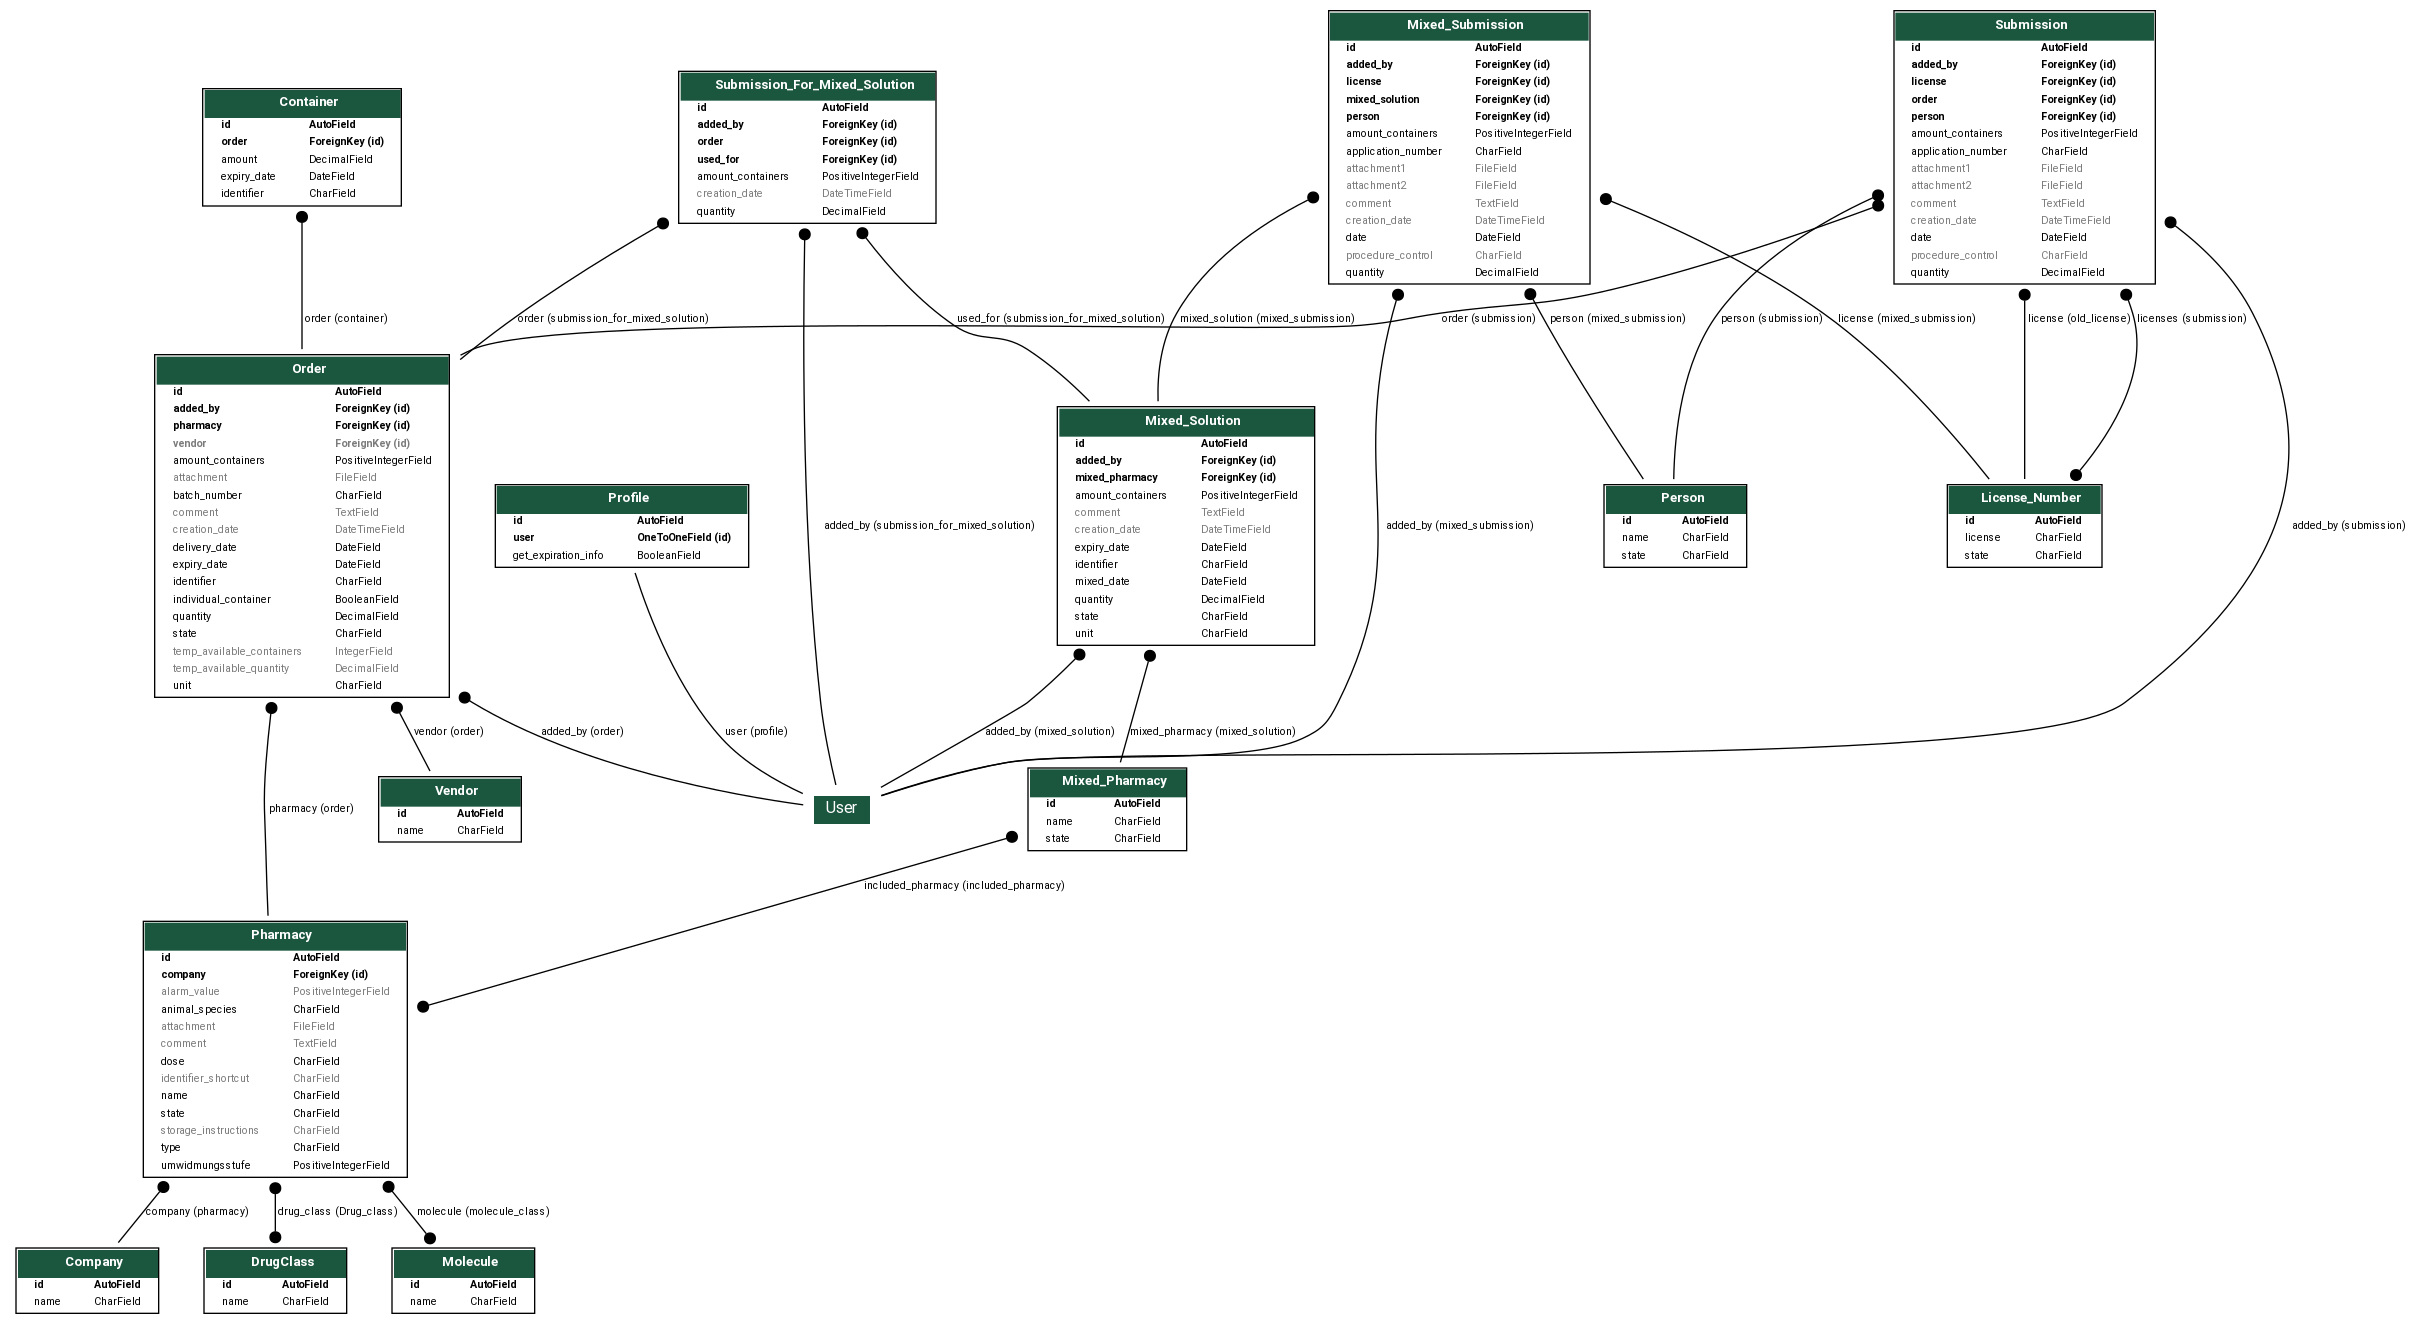 Mixed_Submission
id AutoField
added_by ForeignKey (id)
license ForeignKey (id)
mixed_solution ForeignKey (id)
person ForeignKey (id)
amount_containers PositiveIntegerField
application_number CharField
attachment1 FileField
attachment2 FileField
comment TextField
creation_date DateTimeField
date DateField
procedure_control CharField
quantity DecimalField
Submission
id AutoField
added_by ForeignKey (id)
license ForeignKey (id)
order ForeignKey (id)
person ForeignKey (id)
amount_containers PositiveIntegerField
application_number CharField
attachment1 FileField
attachment2 FileField
comment TextField
creation_date DateTimeField
date DateField
procedure_control CharField
quantity DecimalField
Submission_For_Mixed_Solution
id AutoField
added_by ForeignKey (id)
order ForeignKey (id)
used_for ForeignKey (id)
amount_containers PositiveIntegerField
creation_date DateTimeField
quantity DecimalField
Container
id AutoField
order ForeignKey (id)
amount DecimalField
expiry_date DateField
identifier CharField
order (container)
order (submission_for_mixed_solution)
used_for (submission_for_mixed_solution)
mixed_solution (mixed_submission)
order (submission)
person (mixed_submission)
person (submission)
license (mixed_submission)
license (old_license)
licenses (submission)
Order
id AutoField
added_by ForeignKey (id)
pharmacy ForeignKey (id)
vendor ForeignKey (id)
amount_containers PositiveIntegerField
attachment FileField
batch_number CharField
comment TextField
creation_date DateTimeField
delivery_date DateField
expiry_date DateField
identifier CharField
individual_container BooleanField
quantity DecimalField
state CharField
temp_available_containers IntegerField
temp_available_quantity DecimalField
unit CharField
Mixed_Solution
id AutoField
added_by ForeignKey (id)
mixed_pharmacy ForeignKey (id)
amount_containers PositiveIntegerField
comment TextField
creation_date DateTimeField
expiry_date DateField
identifier CharField
mixed_date DateField
quantity DecimalField
state CharField
unit CharField
Profile
id AutoField
user OneToOneField (id)
get_expiration_info BooleanField
Person
id AutoField
name CharField
state CharField
License_Number
id AutoField
license CharField
state CharField
added_by (submission_for_mixed_solution)
added_by (mixed_submission)
added_by (submission)
vendor (order)
added_by (order)
user (profile)
added_by (mixed_solution)
mixed_pharmacy (mixed_solution)
pharmacy (order)
Vendor
id AutoField
name CharField
User
Mixed_Pharmacy
id AutoField
name CharField
state CharField
included_pharmacy (included_pharmacy)
Pharmacy
id AutoField
company ForeignKey (id)
alarm_value PositiveIntegerField
animal_species CharField
attachment FileField
comment TextField
dose CharField
identifier_shortcut CharField
name CharField
state CharField
storage_instructions CharField
type CharField
umwidmungsstufe PositiveIntegerField
company (pharmacy)
drug_class (Drug_class)
molecule (molecule_class)
Company
id AutoField
name CharField
DrugClass
id AutoField
name CharField
Molecule
id AutoField
name CharField